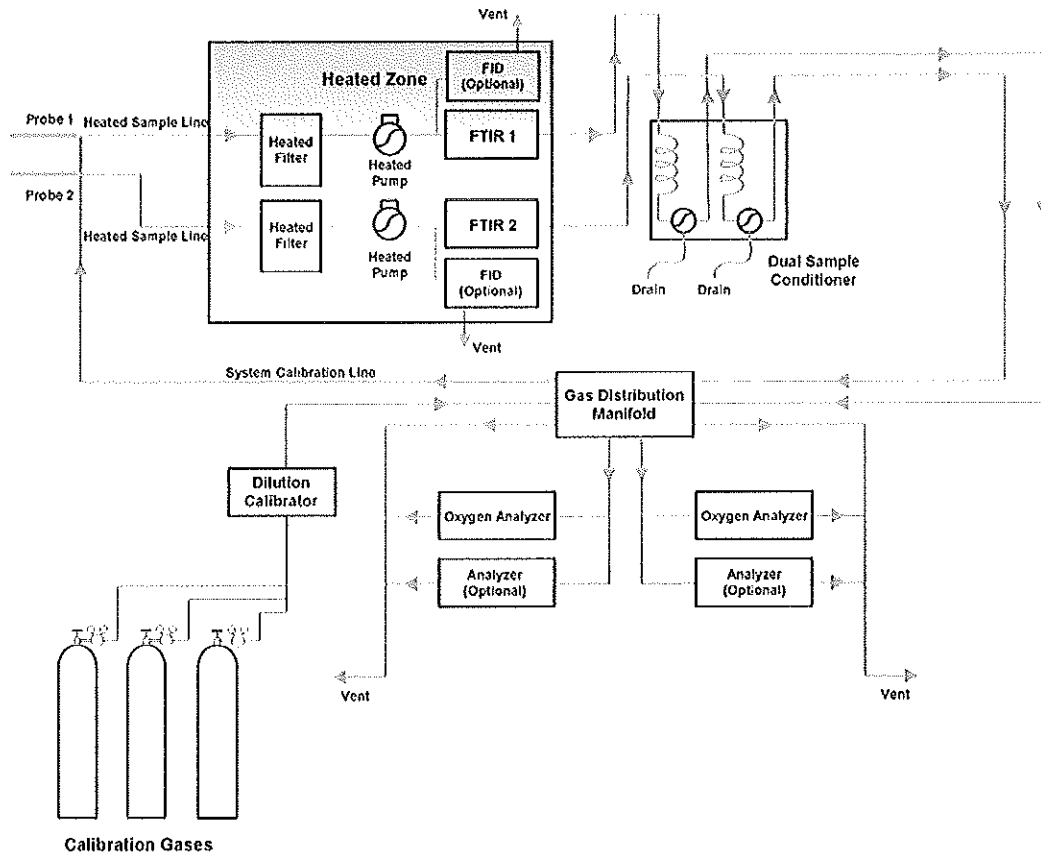 Vent
Heated Zone
FID
(Optional)
Probe 1
Heated Sample Line
Heated
Filter
Heated
Pump
FTIR 1
Probe 2
Heated Sample Line
Heated
Filter
Heated
Pump
FTIR 2
FID
(Optional)
Vent
Drain
Drain
Dual Sample
Conditioner
System Calibration Line
Gas Distribution
Manifold
Dilution
Calibrator
Oxygen Analyzer
Oxygen Analyzer
Analyzer
(Optional)
Analyzer
(Optional)
Vent
Vent
Calibration Gases